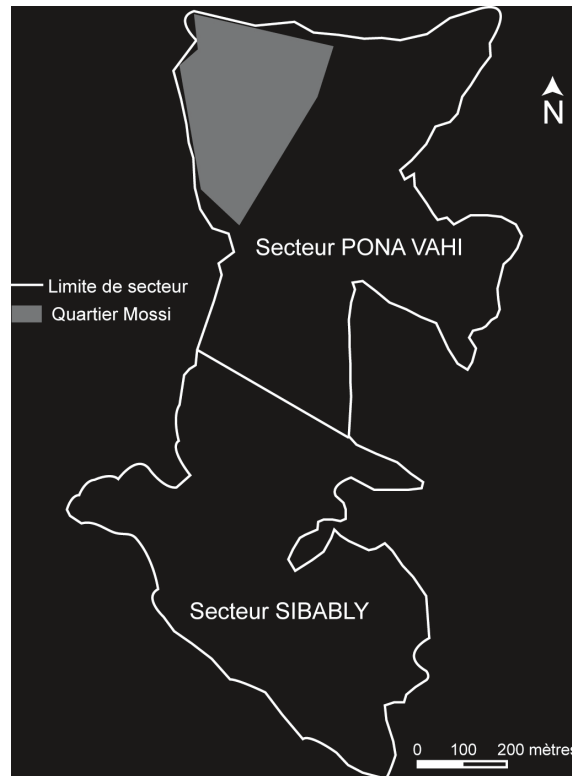 N
Secteur PONA VAHI
Limite de secteur
Quartier Mossi
Secteur SIBABLY
0 100 200 mètres